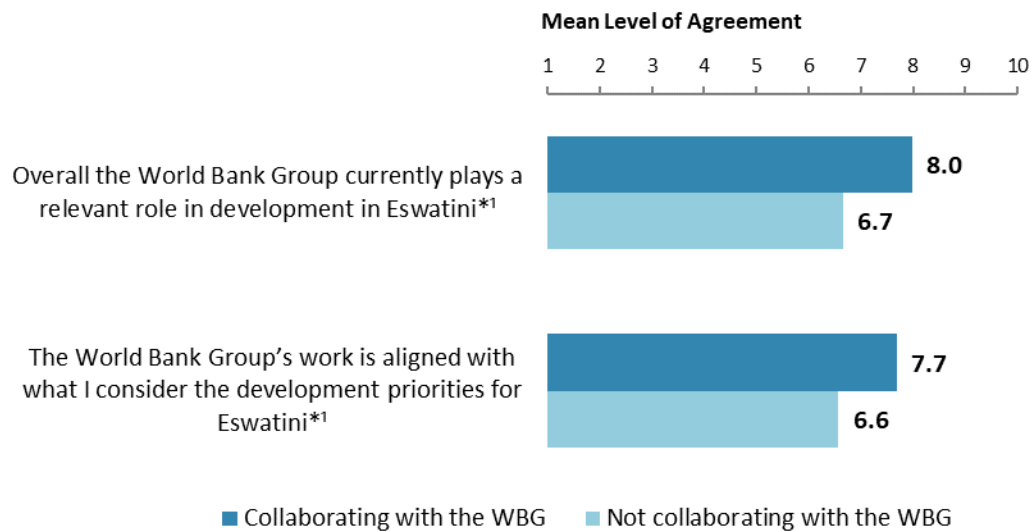 Mean Level of Agreement
1 2 3 4 5 6 7 8 9 10
Overall the World Bank Group currently plays a
relevant role in development in Eswatini*¹
8.0
6.7
The World Bank Group’s work is aligned with
what I consider the development priorities for
Eswatini*¹
7.7
6.6
Collaborating with the WBG Not collaborating with the WBG